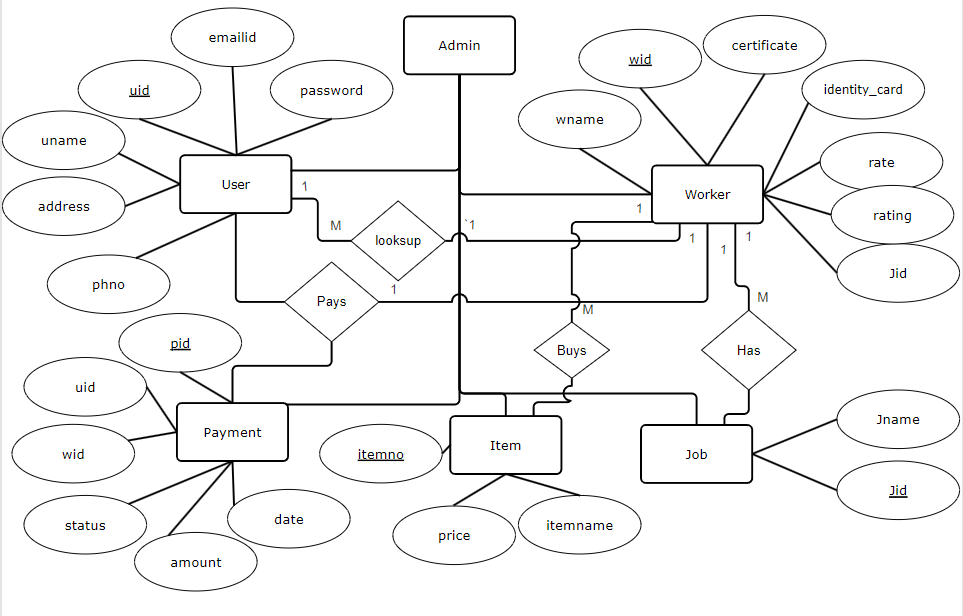 emailid
Admin
certificate
wid
uid
password
identity_card
wname
uname
rate
User
Worker
1
address
1
rating
M
`1
looksup
1
1
1
Jid
phno
1
Pays
M
M
pid
Buys
Has
uid
Jname
Payment
Item
Job
wid
itemno
Jid
status
date
price
itemname
amount